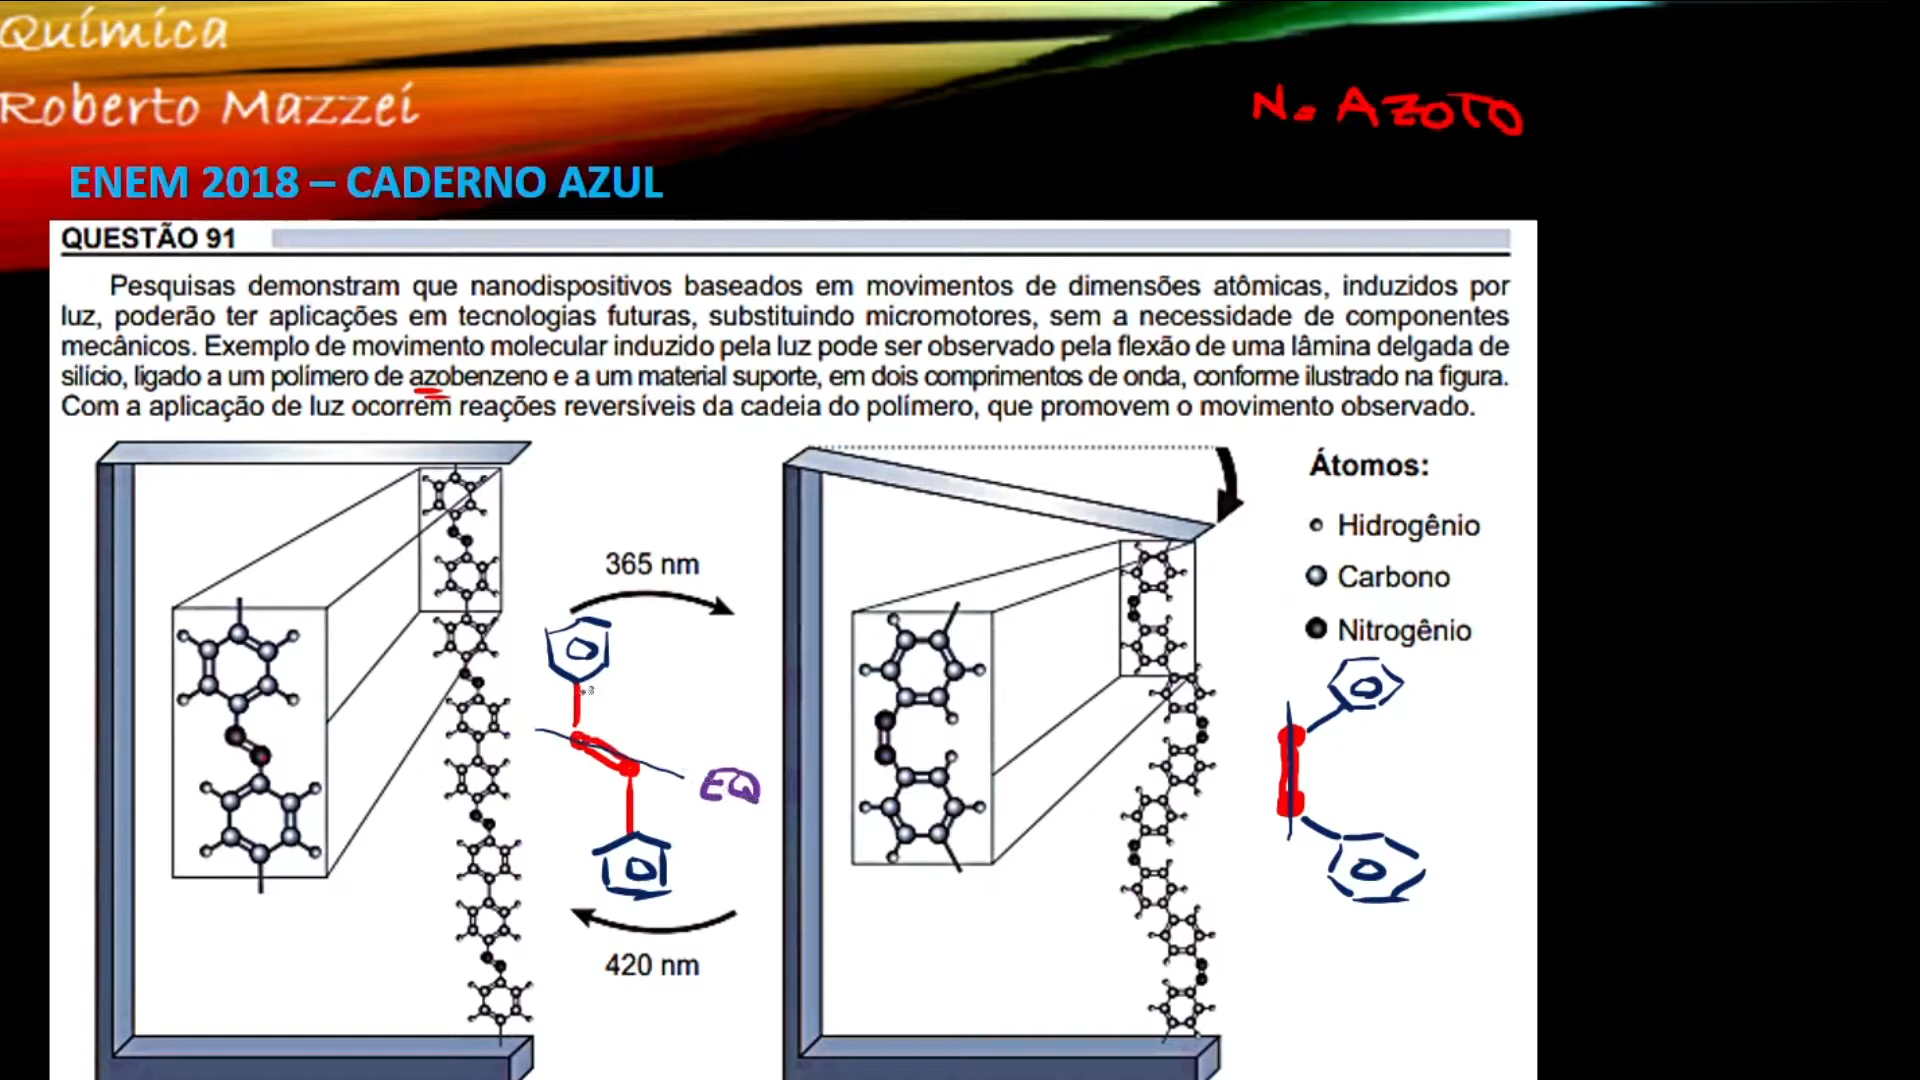 Química
Roberto Mazzei
N = AZOTO
ENEM 2018 – CADERNO AZUL
QUESTÃO 91
Pesquisas demonstram que nanodispositivos baseados em movimentos de dimensões atômicas, induzidos por
luz, poderão ter aplicações em tecnologias futuras, substituindo micromotores, sem a necessidade de componentes
mecânicos. Exemplo de movimento molecular induzido pela luz pode ser observado pela flexão de uma lâmina delgada de
silício, ligado a um polímero de azobenzeno e a um material suporte, em dois comprimentos de onda, conforme ilustrado na figura.
Com a aplicação de luz ocorrem reações reversíveis da cadeia do polímero, que promovem o movimento observado.
365 nm
EQ
420 nm
Átomos:
Hidrogênio
Carbono
Nitrogênio